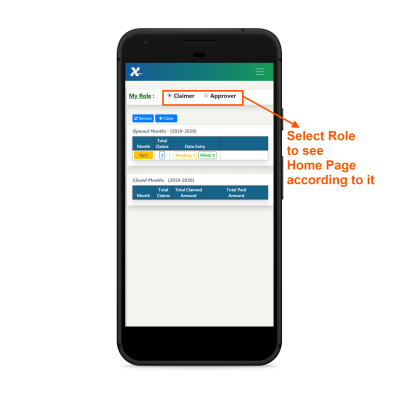 X
My Role : Claimer Approver
Refresh + Claim
Opened Months (2019-2020)
Month Total Claims Data Entry
April 1 Pending: 1 Filled: 0
Closed Months (2019-2020)
Month Total Claims Total Claimed Amount Total Paid Amount
Select Role
to see
Home Page
according to it